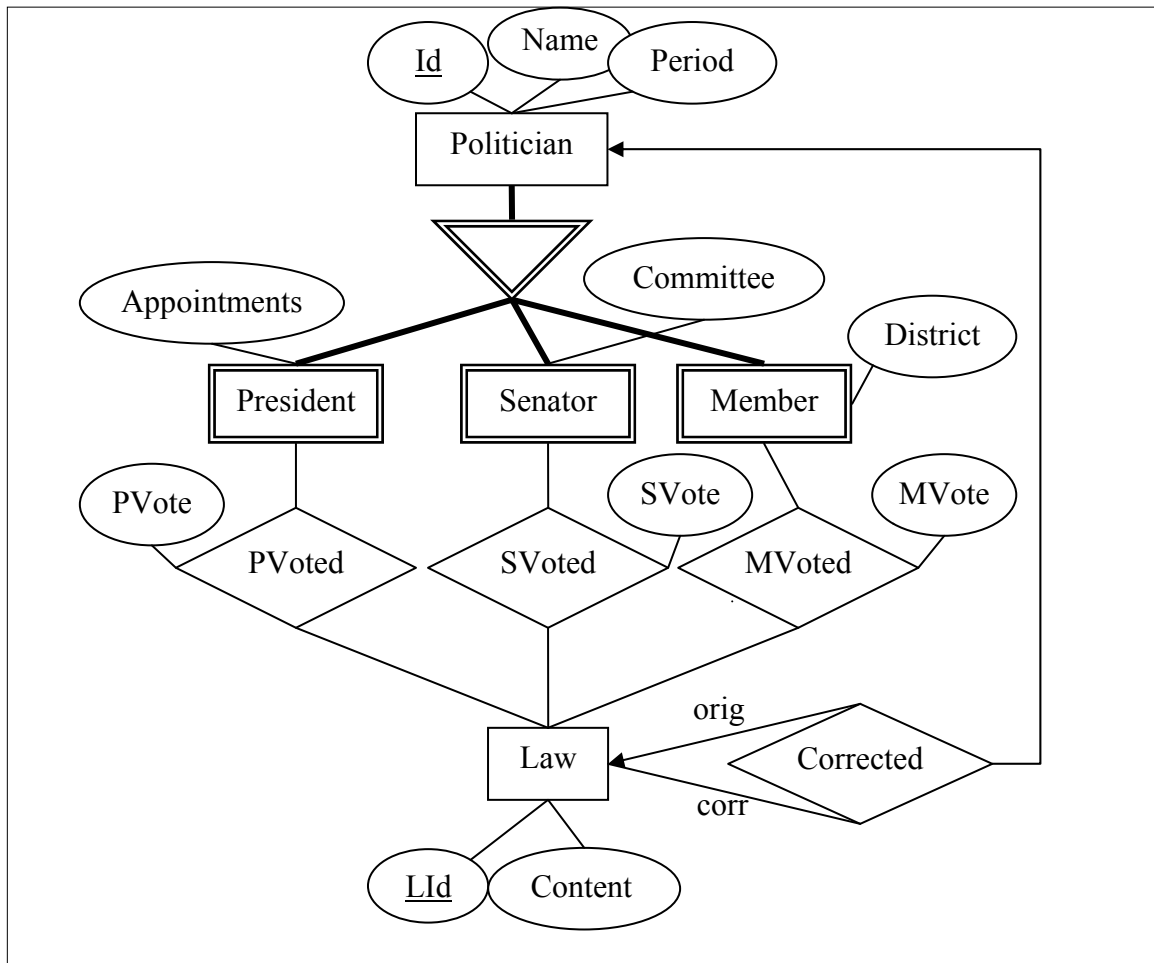 Id
Name
Period
Politician
Appointments
Committee
District
President
Senator
Member
PVote
SVote
MVote
PVoted
SVoted
MVoted
orig
Law
Corrected
corr
LId
Content